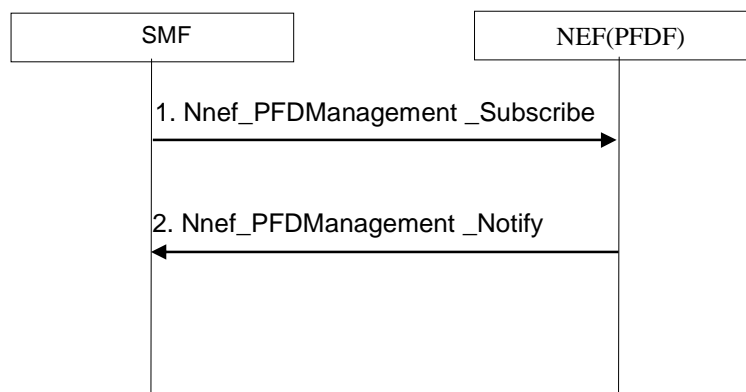 SMF
NEF(PFDF)
1. Nnef_PFDManagement _Subscribe
2. Nnef_PFDManagement _Notify